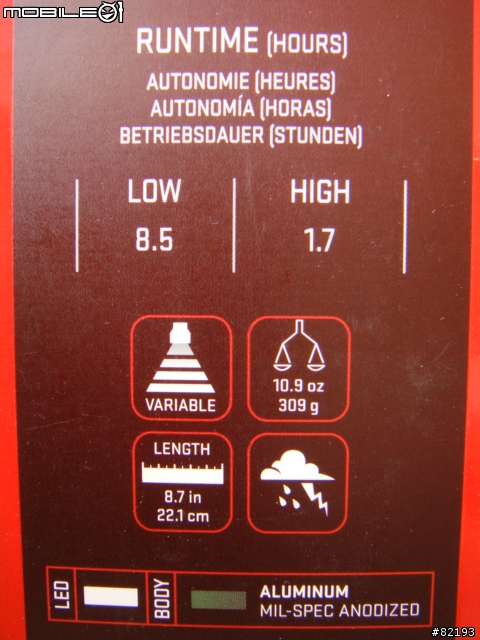 MOBILE01
RUNTIME (HOURS)
AUTONOMIE (HEURES)
AUTONOMÍA (HORAS)
BETRIEBSDAUER (STUNDEN)
LOW HIGH
8.5 1.7
VARIABLE
10.9 oz
309 g
LENGTH
8.7 in
22.1 cm
LED
BODY
ALUMINUM
MIL-SPEC ANODIZED
#82193